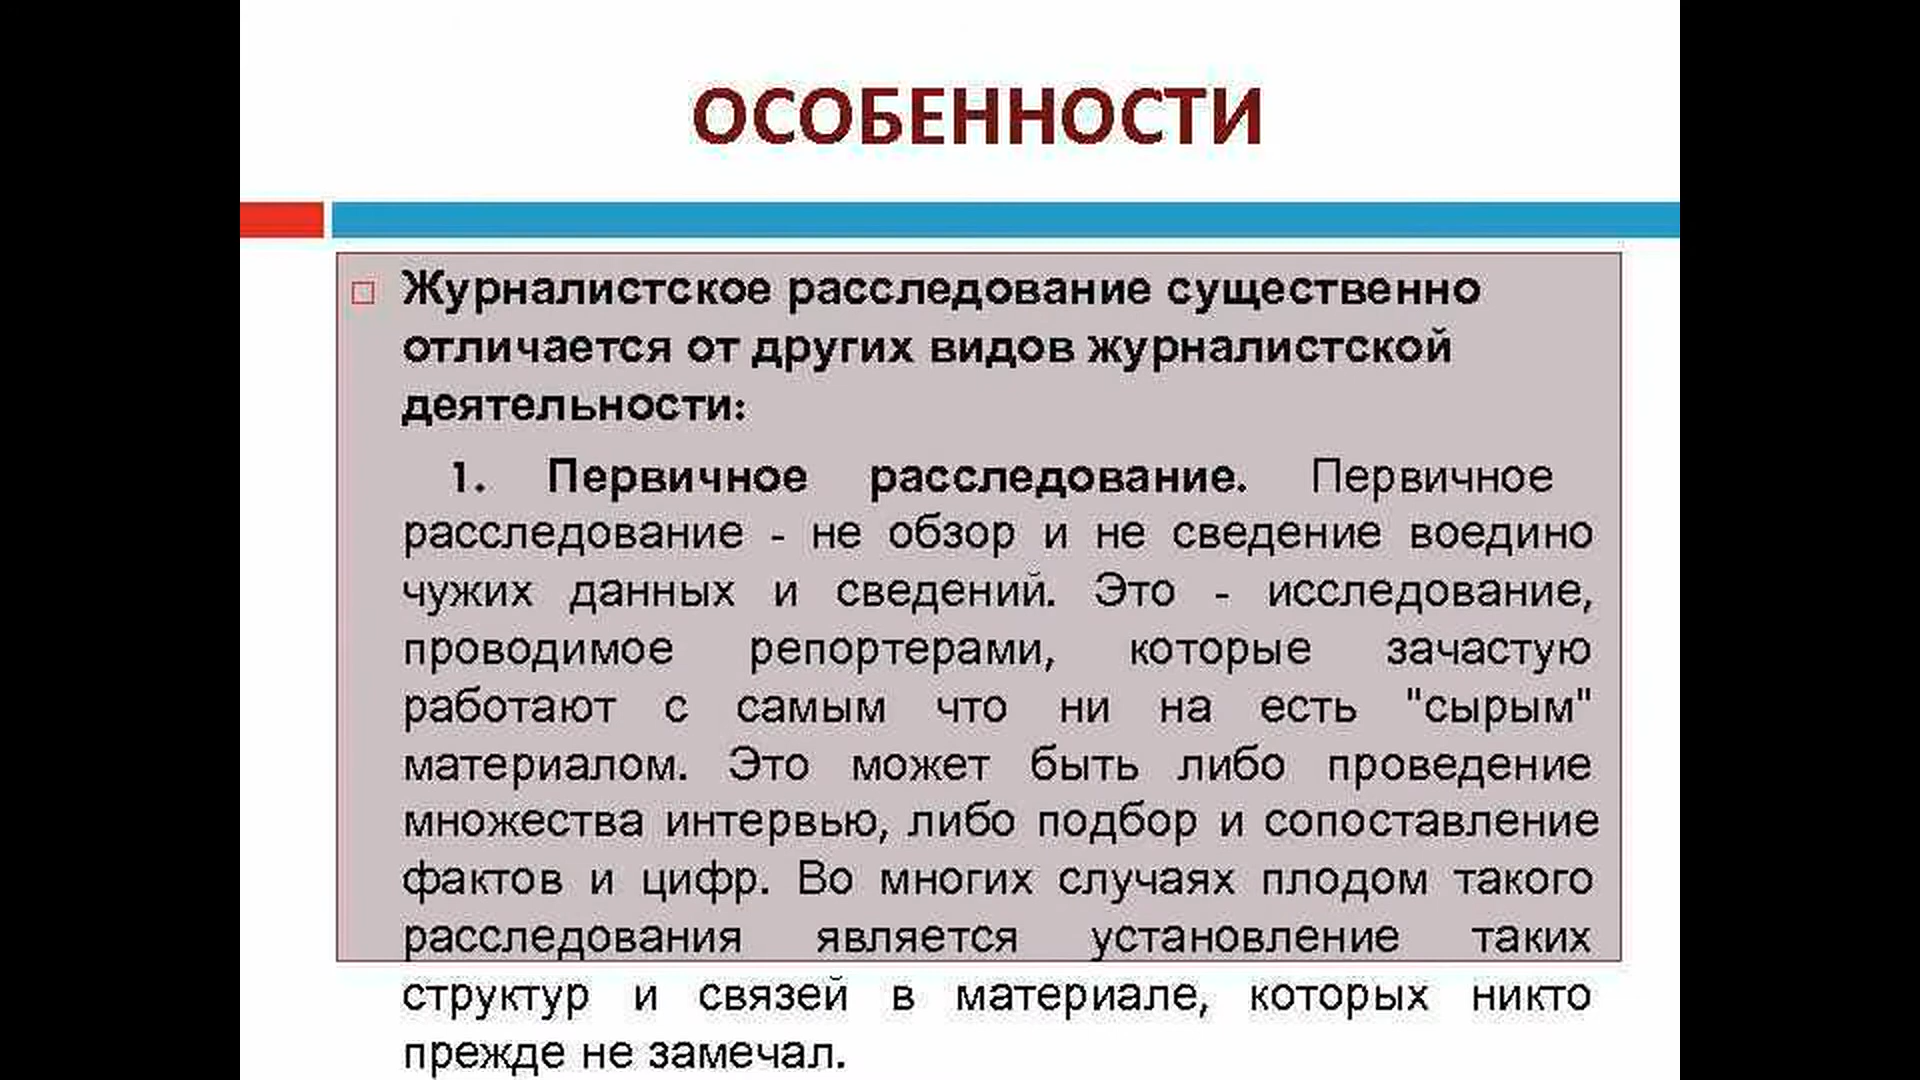 ОСОБЕННОСТИ
Журналистское расследование существенно
отличается от других видов журналистской
деятельности:
1. Первичное расследование. Первичное
расследование - не обзор и не сведение воедино
чужих данных и сведений. Это - исследование,
проводимое репортерами, которые зачастую
работают с самым что ни на есть "сырым"
материалом. Это может быть либо проведение
множества интервью, либо подбор и сопоставление
фактов и цифр. Во многих случаях плодом такого
расследования является установление таких
структур и связей в материале, которых никто
прежде не замечал.